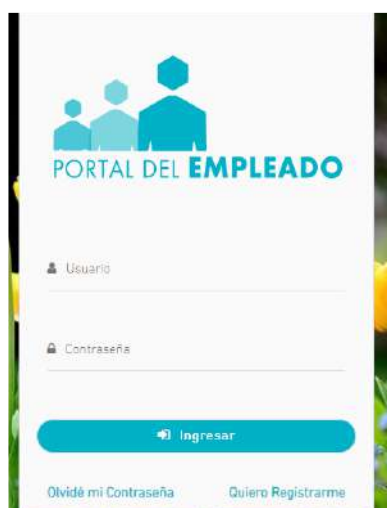 PORTAL DEL EMPLEADO
Usuario
Contraseña
Ingresar
Olvidé mi Contraseña Quiero Registrarme